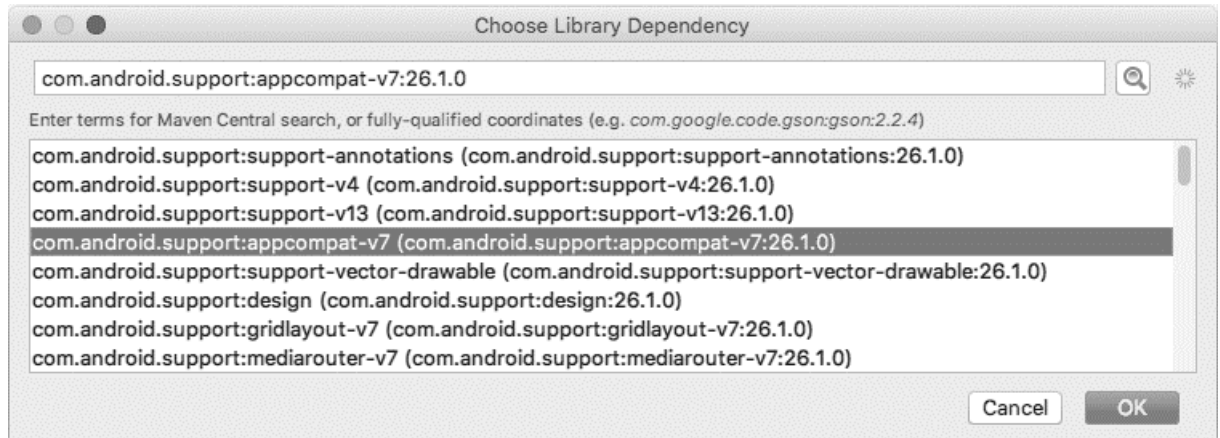 Choose Library Dependency
com.android.support:appcompat-v7:26.1.0
Enter terms for Maven Central search, or fully-qualified coordinates (e.g. com.google.code.gson:gson:2.2.4)
com.android.support:support-annotations (com.android.support:support-annotations:26.1.0)
com.android.support:support-v4 (com.android.support:support-v4:26.1.0)
com.android.support:support-v13 (com.android.support:support-v13:26.1.0)
com.android.support:appcompat-v7 (com.android.support:appcompat-v7:26.1.0)
com.android.support:support-vector-drawable (com.android.support:support-vector-drawable:26.1.0)
com.android.support:design (com.android.support:design:26.1.0)
com.android.support:gridlayout-v7 (com.android.support:gridlayout-v7:26.1.0)
com.android.support:mediarouter-v7 (com.android.support:mediarouter-v7:26.1.0)
Cancel OK